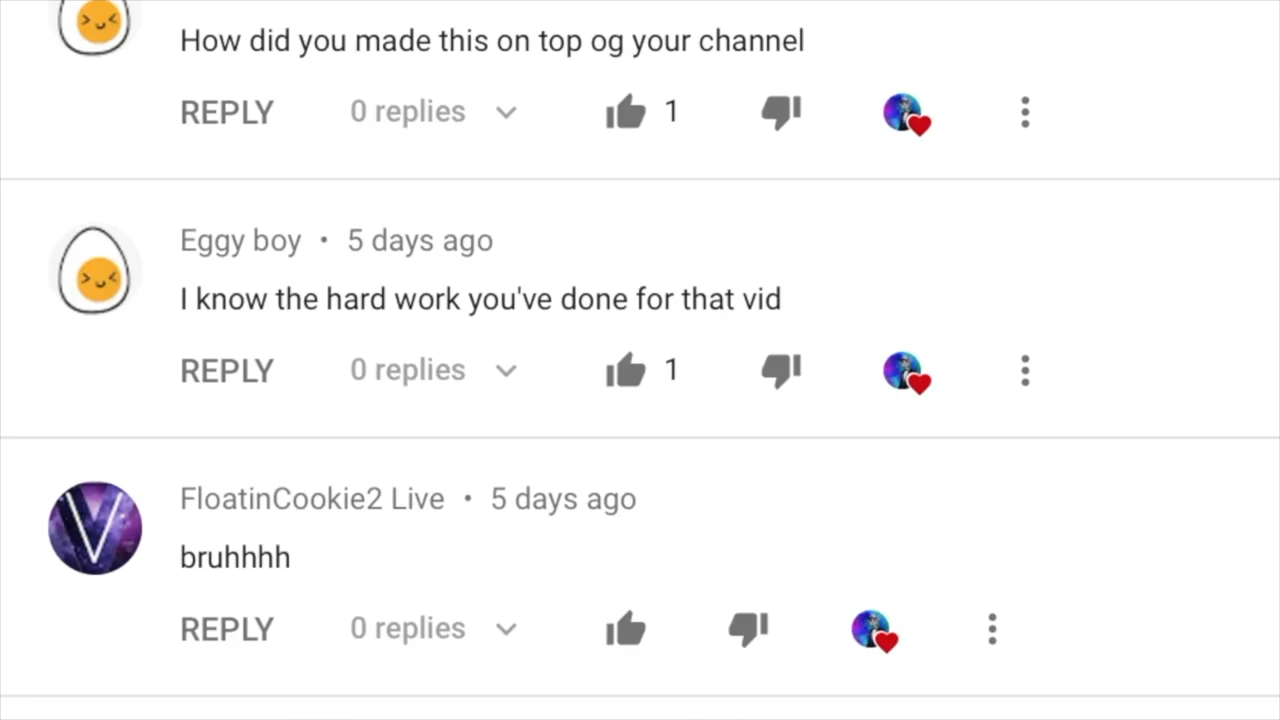 How did you made this on top og your channel
REPLY 0 replies 1
Eggy boy • 5 days ago
I know the hard work you've done for that vid
REPLY 0 replies 1
FloatinCookie2 Live • 5 days ago
bruhhhh
REPLY 0 replies